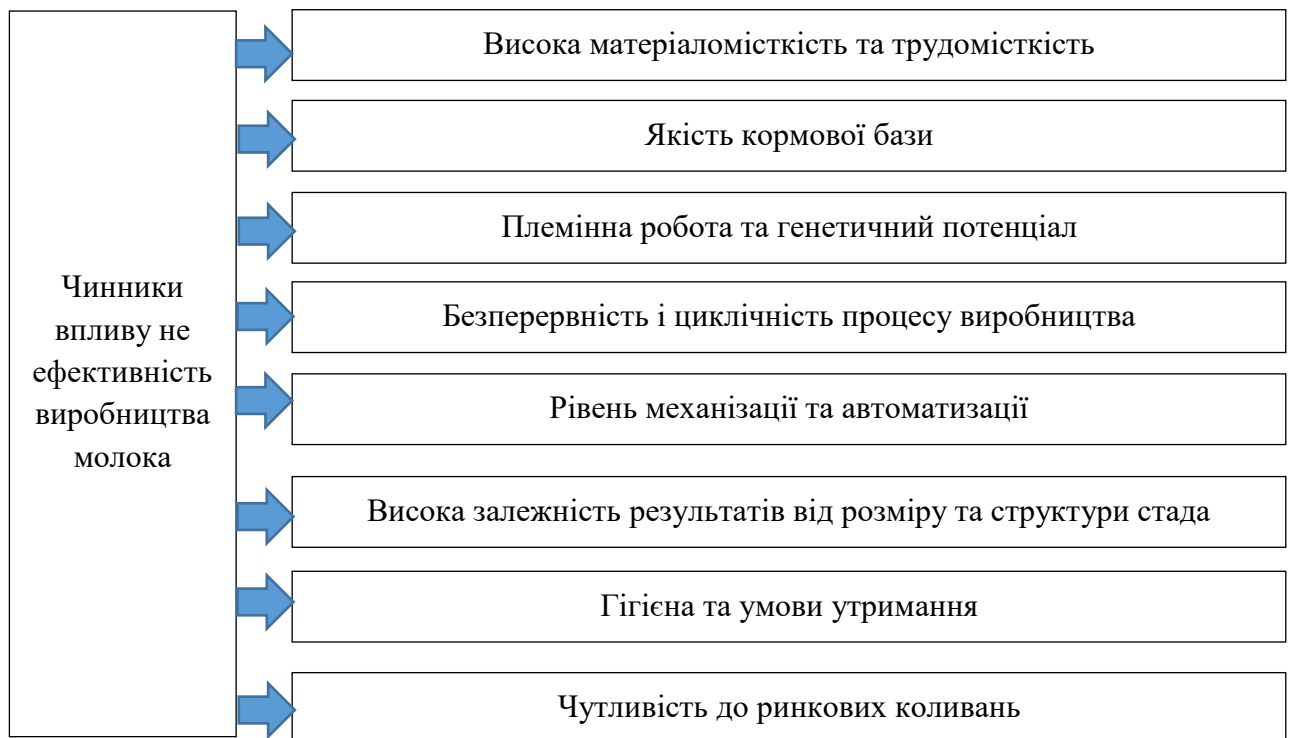 Чинники
впливу не
ефективність
виробництва
молока
Висока матеріаломісткість та трудомісткість
Якість кормової бази
Племінна робота та генетичний потенціал
Безперервність і циклічність процесу виробництва
Рівень механізації та автоматизації
Висока залежність результатів від розміру та структури стада
Гігієна та умови утримання
Чутливість до ринкових коливань